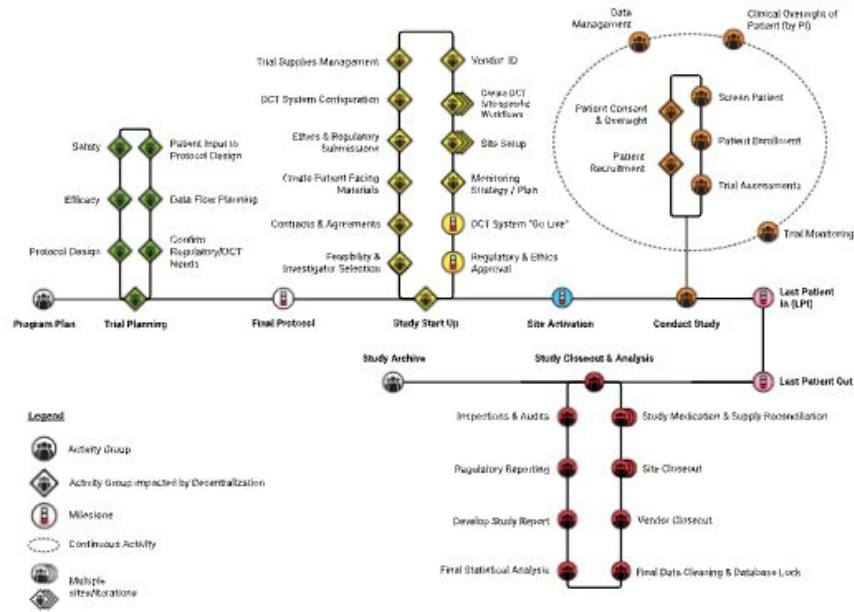 Data
Management
Clinical Oversight of
Patient (by PI)
Trial Supplies Management
Vendor ID
DCT System Configuration
Create DCT
Site-specific
Workflows
Ethics & Regulatory
Submissions
Site Setup
Create Patient Facing
Materials
Monitoring
Strategy / Plan
Contracts & Agreements
DCT System "Go Live"
Feasibility &
Investigator Selection
Regulatory & Ethics
Approval
Patient Consent
& Oversight
Screen Patient
Patient Enrollment
Patient
Recruitment
Trial Assessments
Trial Monitoring
Safety
Patient Input to
Protocol Design
Efficacy
Data Flow Planning
Protocol Design
Confirm
Regulatory/DCT
Needs
Program Plan
Trial Planning
Final Protocol
Study Start Up
Site Activation
Conduct Study
Last Patient
In (LPI)
Study Archive
Study Closeout & Analysis
Last Patient Out
Inspections & Audits
Study Medication & Supply Reconciliation
Regulatory Reporting
Site Closeout
Develop Study Report
Vendor Closeout
Final Statistical Analysis
Final Data Cleaning & Database Lock
Legend
Activity Group
Activity Group Impacted by Decentralization
Milestone
Continuous Activity
Multiple
sites/iterations